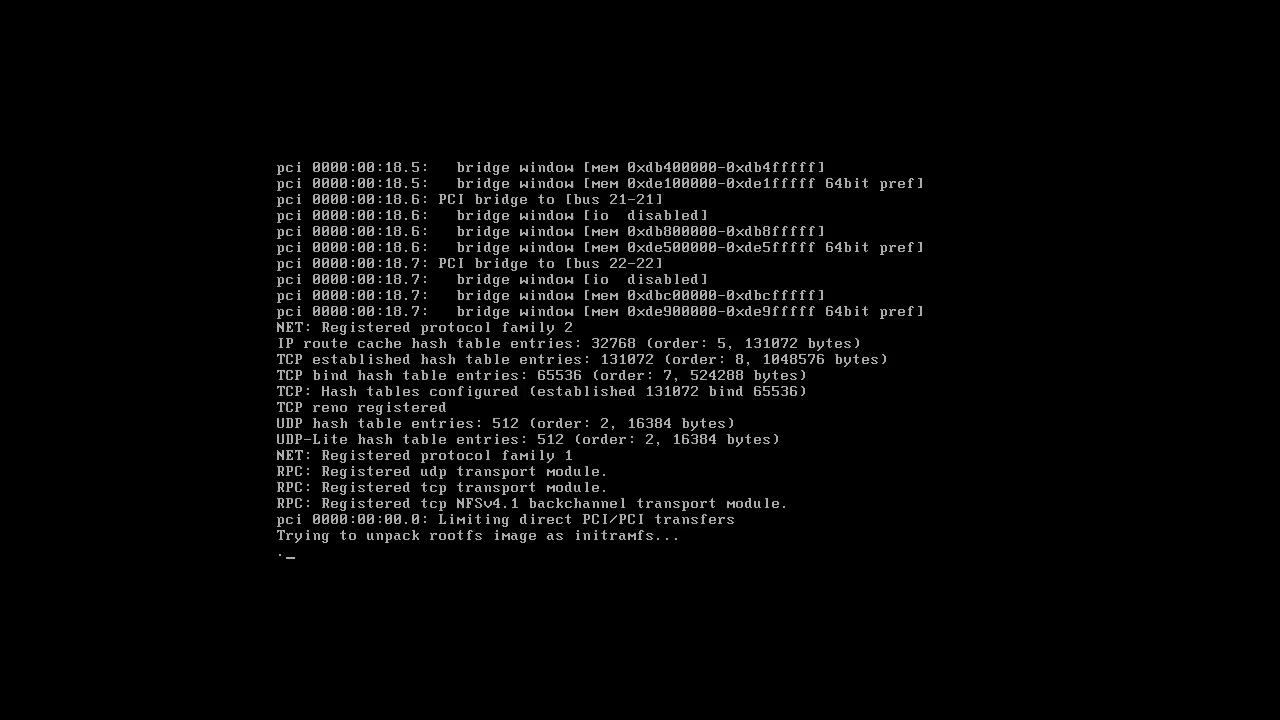 pci 0000:00:18.5:   bridge window [mem 0xdb400000-0xdb4fffff]
pci 0000:00:18.5:   bridge window [mem 0xde100000-0xde1fffff 64bit pref]
pci 0000:00:18.6: PCI bridge to [bus 21-21]
pci 0000:00:18.6:   bridge window [io  disabled]
pci 0000:00:18.6:   bridge window [mem 0xdb800000-0xdb8fffff]
pci 0000:00:18.6:   bridge window [mem 0xde500000-0xde5fffff 64bit pref]
pci 0000:00:18.7: PCI bridge to [bus 22-22]
pci 0000:00:18.7:   bridge window [io  disabled]
pci 0000:00:18.7:   bridge window [mem 0xdbc00000-0xdbcfffff]
pci 0000:00:18.7:   bridge window [mem 0xde900000-0xde9fffff 64bit pref]
NET: Registered protocol family 2
IP route cache hash table entries: 32768 (order: 5, 131072 bytes)
TCP established hash table entries: 131072 (order: 8, 1048576 bytes)
TCP bind hash table entries: 65536 (order: 7, 524288 bytes)
TCP: Hash tables configured (established 131072 bind 65536)
TCP reno registered
UDP hash table entries: 512 (order: 2, 16384 bytes)
UDP-Lite hash table entries: 512 (order: 2, 16384 bytes)
NET: Registered protocol family 1
RPC: Registered udp transport module.
RPC: Registered tcp transport module.
RPC: Registered tcp NFSv4.1 backchannel transport module.
pci 0000:00:00.0: Limiting direct PCI/PCI transfers
Trying to unpack rootfs image as initramfs...
._